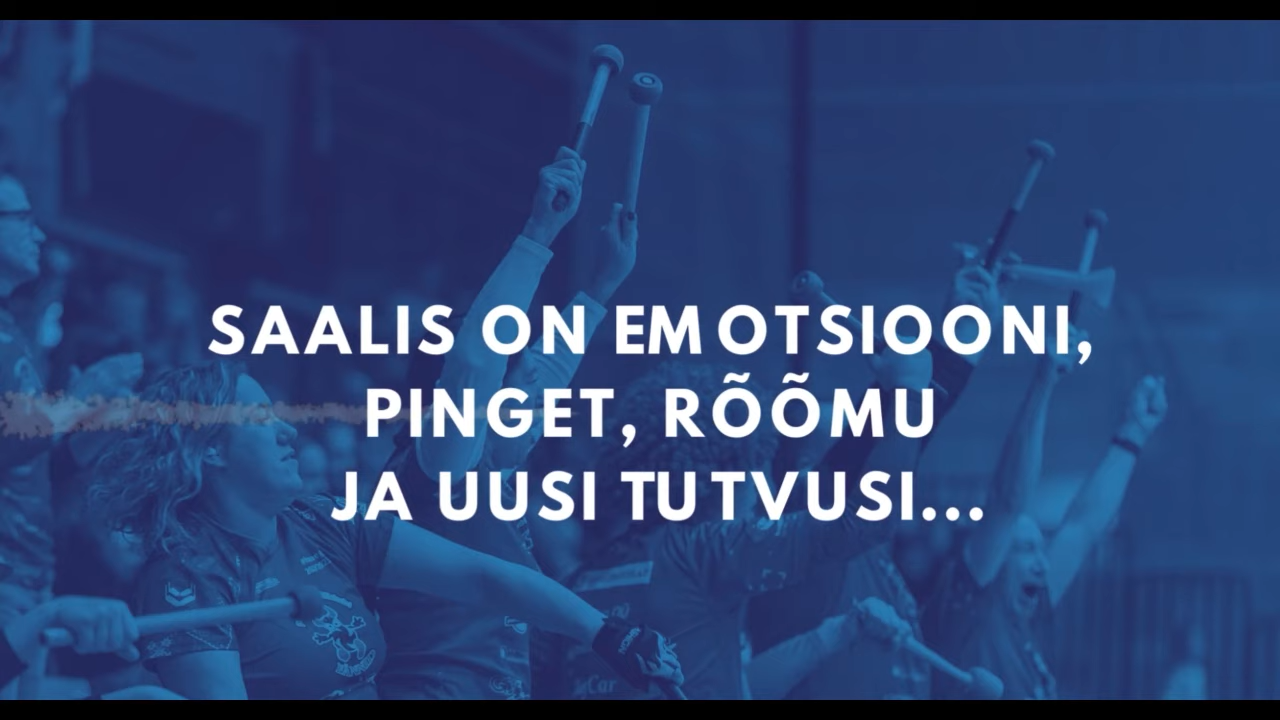 SAALIS ON EMOTSIOONI,
PINGET, RÕÕMU
JA UUSI TUTVUSI...